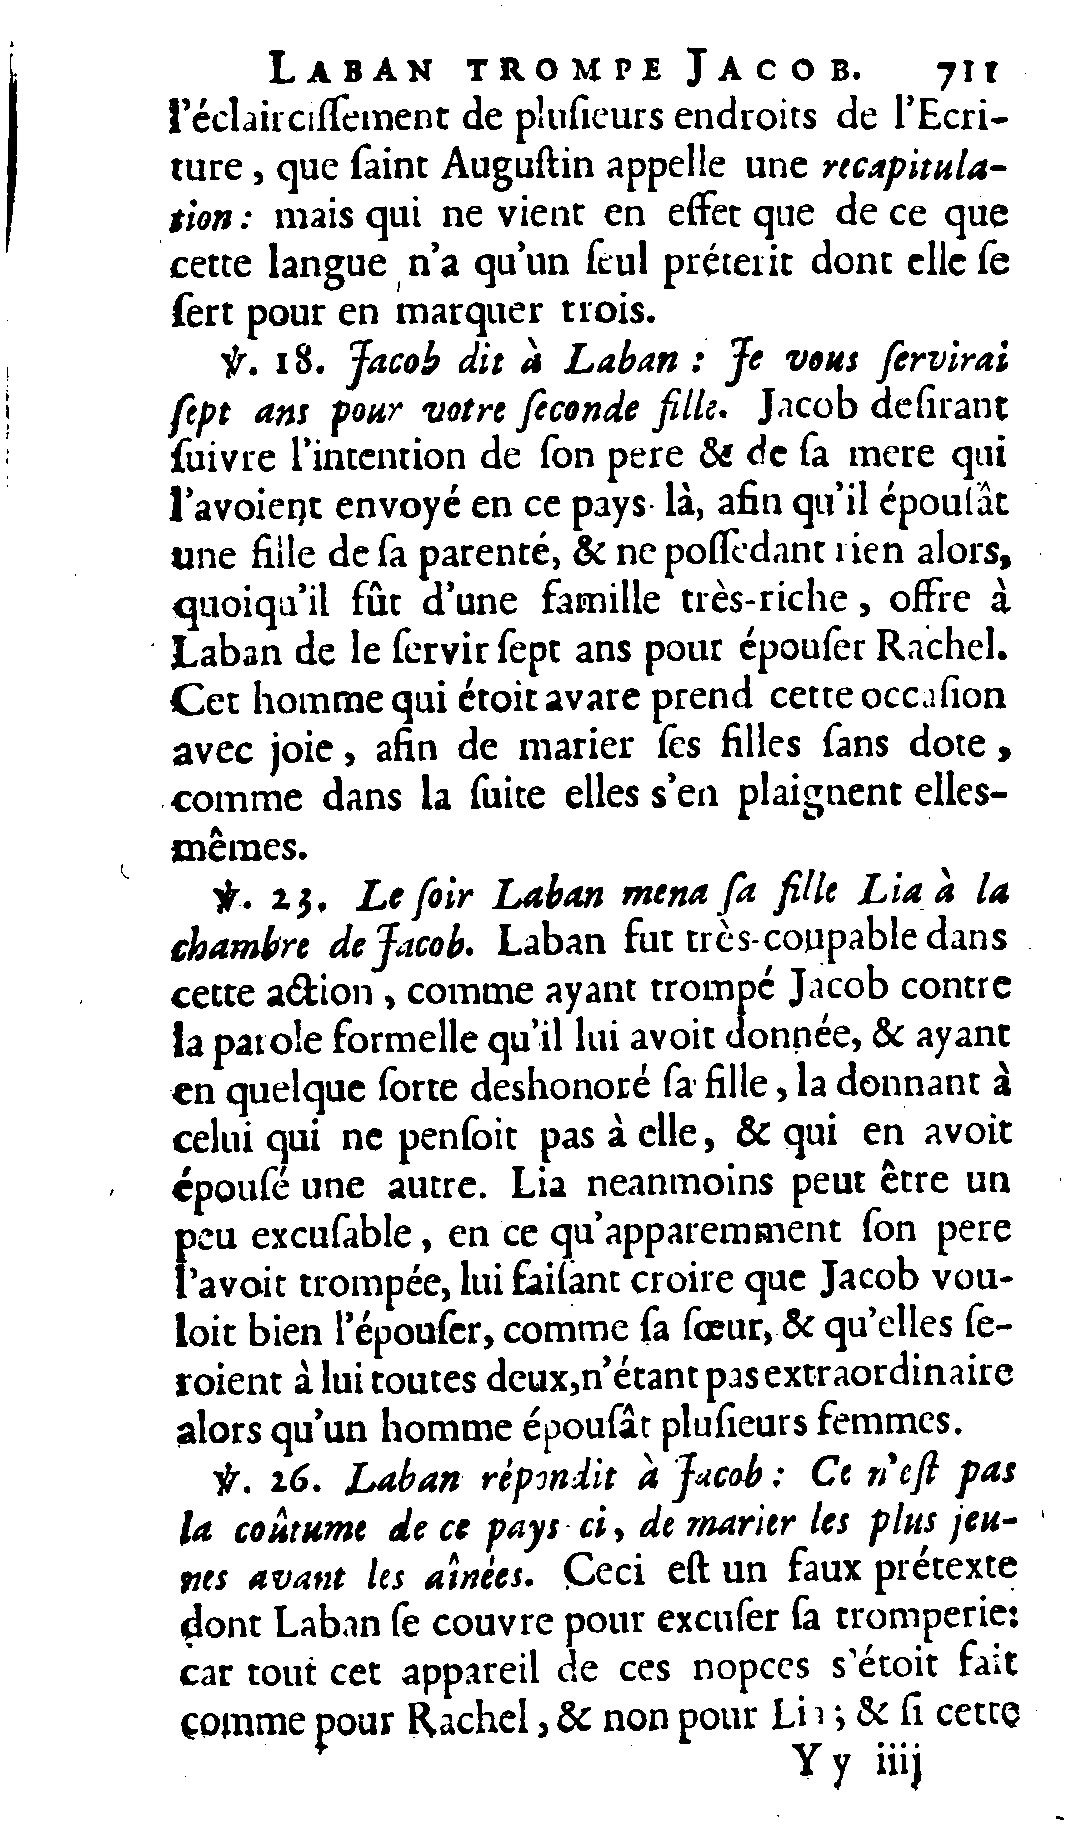 LABAN TROMPE JACOB. 711
l'éclairciſſement de pluſieurs endroits de l'Ecri-
ture, que ſaint Auguſtin appelle une recapitula-
tion: mais qui ne vient en effet que de ce que
cette langue n'a qu'un ſeul préterit dont elle ſe
ſert pour en marquer trois.
℣. 18. Jacob dit à Laban : Je vous ſervirai
ſept ans pour votre ſeconde fille. Jacob deſirant
ſuivre l'intention de ſon pere & de ſa mere qui
l'avoient envoyé en ce pays-là, afin qu'il épouſât
une fille de ſa parenté, & ne poſſedant rien alors,
quoiqu'il fût d'une famille très-riche, offre à
Laban de le ſervir ſept ans pour épouſer Rachel.
Cet homme qui étoit avare prend cette occaſion
avec joie, afin de marier ſes filles ſans dote,
comme dans la ſuite elles s'en plaignent elles-
mêmes.
℣. 23. Le ſoir Laban mena ſa fille Lia à la
chambre de Jacob. Laban fut très-coupable dans
cette action, comme ayant trompé Jacob contre
la parole formelle qu'il lui avoit donnée, & ayant
en quelque ſorte deshonoré ſa fille, la donnant à
celui qui ne penſoit pas à elle, & qui en avoit
épouſé une autre. Lia neanmoins peut être un
peu excuſable, en ce qu'apparemment ſon pere
l'avoit trompée, lui faiſant croire que Jacob vou-
loit bien l'épouſer, comme ſa ſœur, & qu'elles ſe-
roient à lui toutes deux, n'étant pas extraordinaire
alors qu'un homme épouſât pluſieurs femmes.
℣. 26. Laban répondit à Jacob : Ce n'eſt pas
la coûtume de ce pays-ci, de marier les plus jeu-
nes avant les aînées. Ceci eſt un faux prétexte
dont Laban ſe couvre pour excuſer ſa tromperie:
car tout cet appareil de ces nopces s'étoit fait
comme pour Rachel, & non pour Lia; & ſi cette
Y y iiij